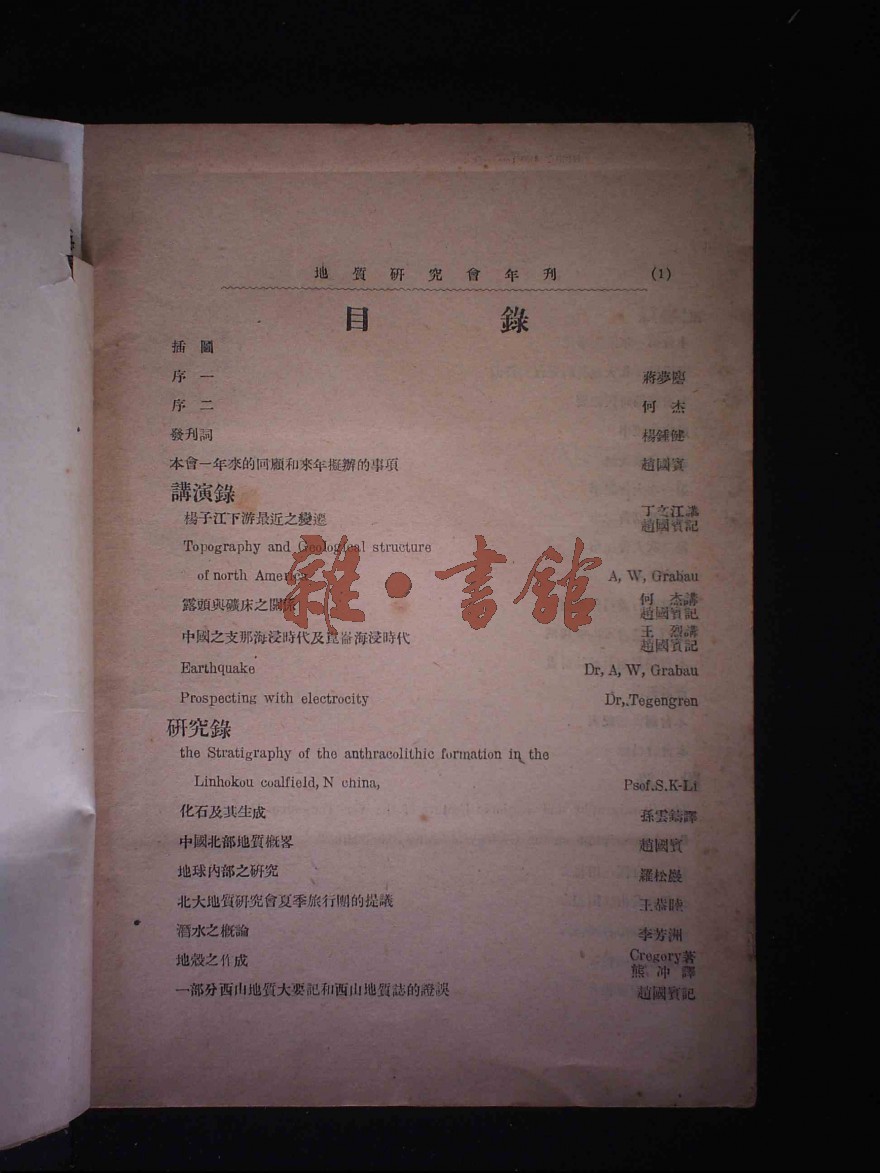 地質研究會年刊 (1)
目錄
插圖
序一 蔣夢麐
序二 何杰
發刊詞 楊鍾健
本會一年來的回顧和來年擬辦的事項 趙國賓
講演錄
楊子江下游最近之變遷 丁文江講 趙國賓記
Topography and Geological structure
of north America A, W, Grabau
露頭與礦床之關係 何杰講 趙國賓記
中國之支那海浸時代及崑崙海浸時代 王烈講 趙國賓記
Earthquake Dr, A, W, Grabau
Prospecting with electrocity Dr,.Tegengren
研究錄
the Stratigraphy of the anthracolithic formation in the
Linhokou coalfield, N china, Psof.S.K-Li
化石及其生成 孫雲鑄譯
中國北部地質概畧 趙國賓
地球內部之研究 羅松巖
北大地質研究會夏季旅行團的提議 王恭睦
潛水之概論 李芳洲
地殼之作成 Cregory著 熊冲譯
一部分西山地質大要記和西山地質誌的證誤 趙國賓記
雜·書館